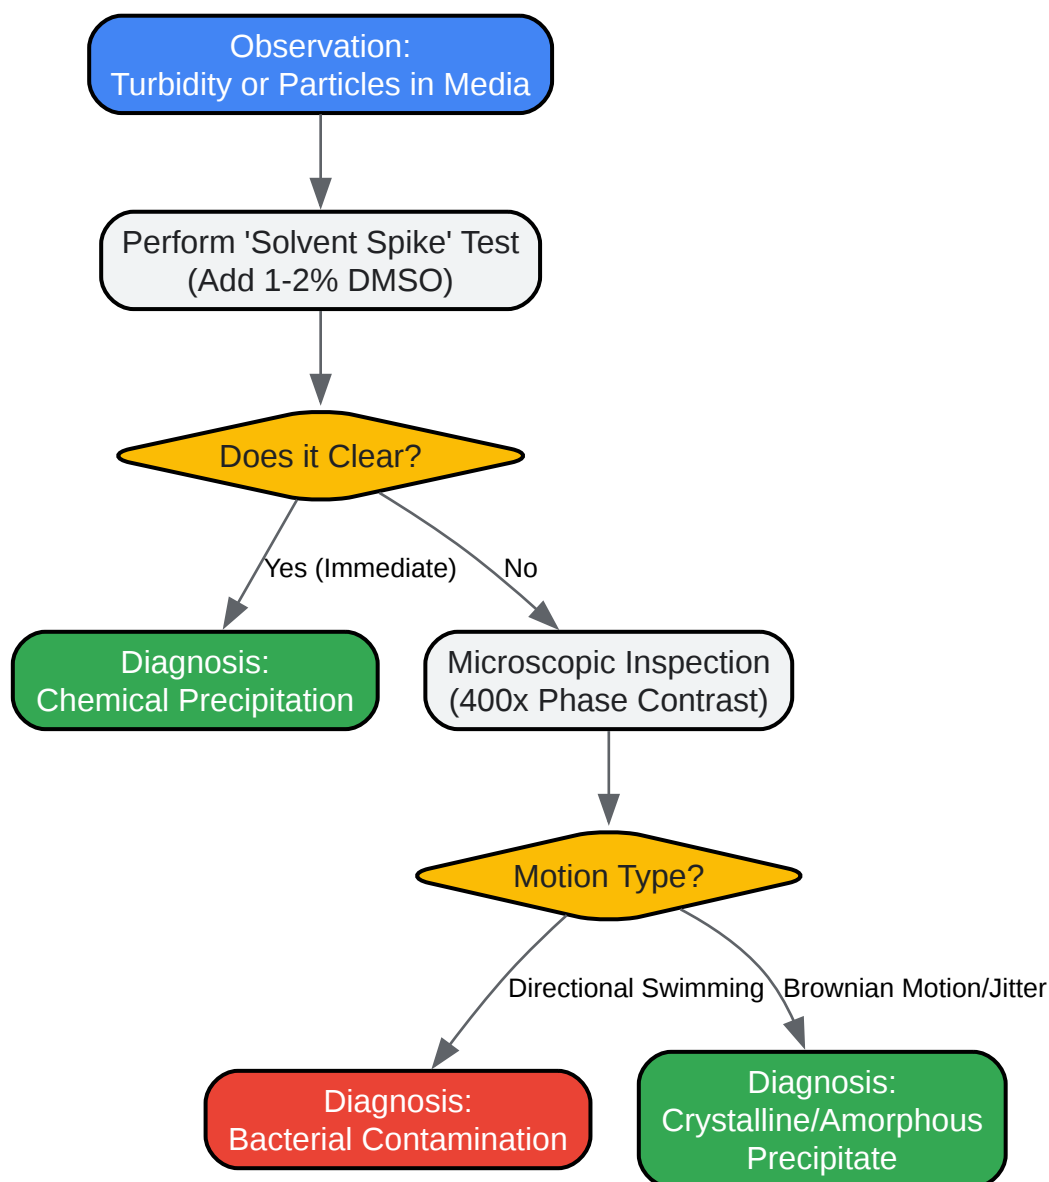 Observation:
Turbidity or Particles in Media
Perform 'Solvent Spike' Test
(Add 1-2% DMSO)
Does it Clear?
Yes (Immediate)
No
Diagnosis:
Chemical Precipitation
Microscopic Inspection
(400x Phase Contrast)
Motion Type?
Directional Swimming
Brownian Motion/Jitter
Diagnosis:
Bacterial Contamination
Diagnosis:
Crystalline/Amorphous
Precipitate